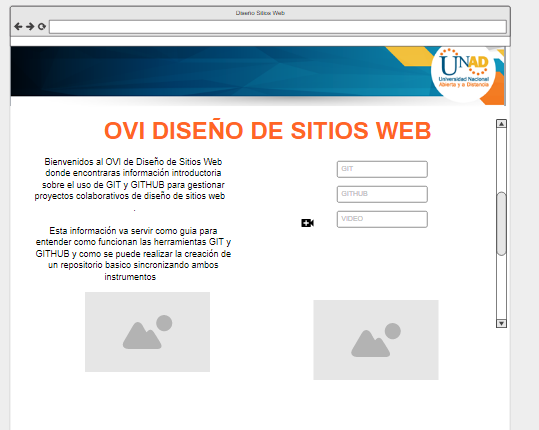 Diseño Sitios Web
UNAD
Universidad Nacional
Abierta y a Distancia
OVI DISEÑO DE SITIOS WEB
Bienvenidos al OVI de Diseño de Sitios Web
donde encontraras información introductoria
sobre el uso de GIT y GITHUB para gestionar
proyectos colaborativos de diseño de sitios web
.
Esta información va servir como guia para
entender como funcionan las herramientas GIT y
GITHUB y como se puede realizar la creación de
un repositorio basico sincronizando ambos
instrumentos
GIT
GITHUB
VIDEO